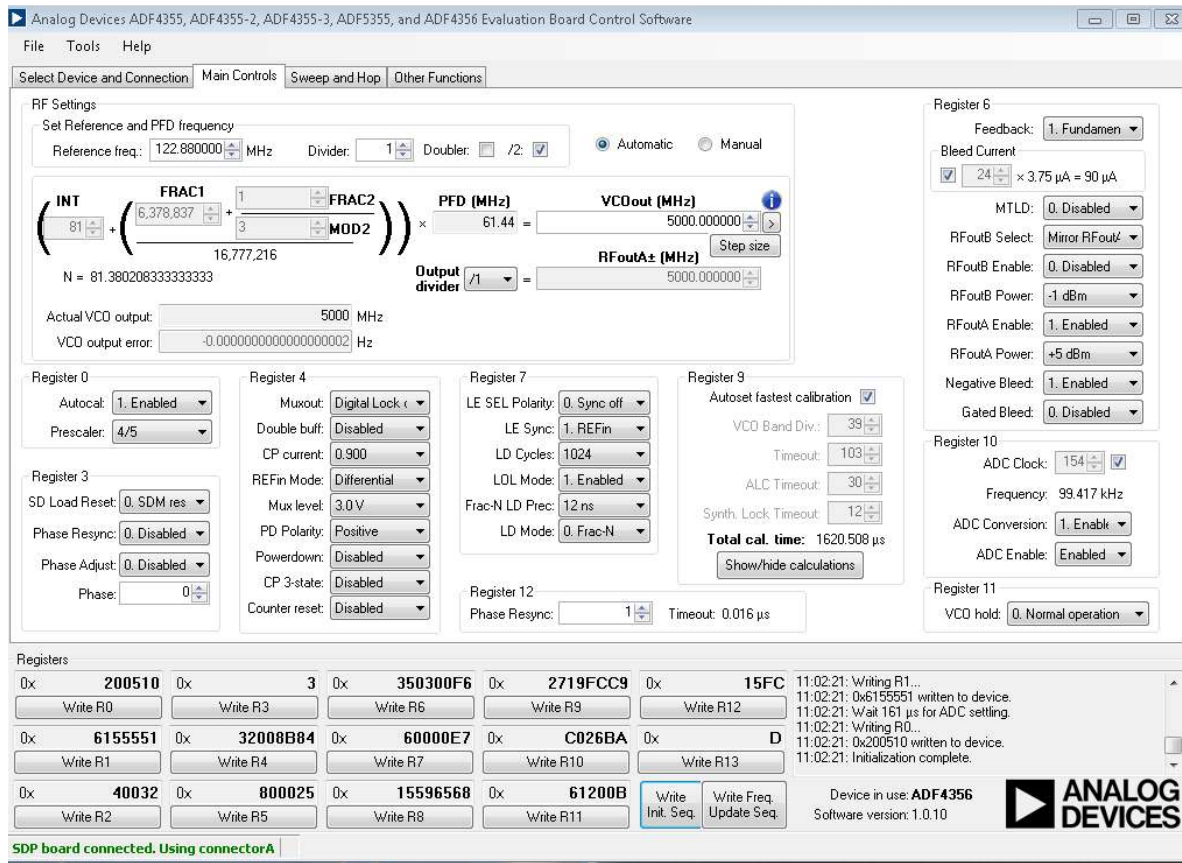 Analog Devices ADF4355, ADF4355-2, ADF4355-3, ADF5355, and ADF4356 Evaluation Board Control Software
File Tools Help
Select Device and Connection Main Controls Sweep and Hop Other Functions
RF Settings
Set Reference and PFD frequency
Reference freq.: 122.880000 MHz Divider: 1 Doubler: /2:
Automatic Manual
INT FRAC1 1 FRAC2 PFD (MHz) VCOout (MHz)
81 + 6,378,837 + 3 MOD2 × 61.44 = 5000.000000 >
16,777,216 Step size
N = 81.380208333333333
RFoutA± (MHz)
Output divider /1 = 5000.000000
Actual VCO output: 5000 MHz
VCO output error: -0.0000000000000000002 Hz
Register 0
Autocal: 1. Enabled
Prescaler: 4/5
Register 3
SD Load Reset: 0. SDM res
Phase Resync: 0. Disabled
Phase Adjust: 0. Disabled
Phase: 0
Register 4
Muxout: Digital Lock
Double buff: Disabled
CP current: 0.900
REFin Mode: Differential
Mux level: 3.0 V
PD Polarity: Positive
Powerdown: Disabled
CP 3-state: Disabled
Counter reset: Disabled
Register 7
LE SEL Polarity: 0. Sync off
LE Sync: 1. REFin
LD Cycles: 1024
LOL Mode: 1. Enabled
Frac-N LD Prec: 12 ns
LD Mode: 0. Frac-N
Register 12
Phase Resync: 1 Timeout: 0.016 µs
Register 9
Autoset fastest calibration
VCO Band Div.: 39
Timeout: 103
ALC Timeout: 30
Synth. Lock Timeout: 12
Total cal. time: 1620.508 µs
Show/hide calculations
Register 6
Feedback: 1. Fundamen
Bleed Current
24 × 3.75 µA = 90 µA
MTLD: 0. Disabled
RFoutB Select: Mirror RFout
RFoutB Enable: 0. Disabled
RFoutB Power: -1 dBm
RFoutA Enable: 1. Enabled
RFoutA Power: +5 dBm
Negative Bleed: 1. Enabled
Gated Bleed: 0. Disabled
Register 10
ADC Clock: 154
Frequency: 99.417 kHz
ADC Conversion: 1. Enable
ADC Enable: Enabled
Register 11
VCO hold: 0. Normal operation
Registers
0x 200510 0x 3 0x 350300F6 0x 2719FCC9 0x 15FC
Write R0 Write R3 Write R6 Write R9 Write R12
0x 6155551 0x 32008B84 0x 60000E7 0x C026BA 0x D
Write R1 Write R4 Write R7 Write R10 Write R13
0x 40032 0x 800025 0x 15596568 0x 61200B
Write R2 Write R5 Write R8 Write R11
Write Init. Seq. Write Freq. Update Seq.
11:02:21: Writing R1...
11:02:21: 0x6155551 written to device.
11:02:21: Wait 161 µs for ADC settling.
11:02:21: Writing R0...
11:02:21: 0x200510 written to device.
11:02:21: Initialization complete.
Device in use: ADF4356
Software version: 1.0.10
ANALOG
DEVICES
SDP board connected. Using connectorA